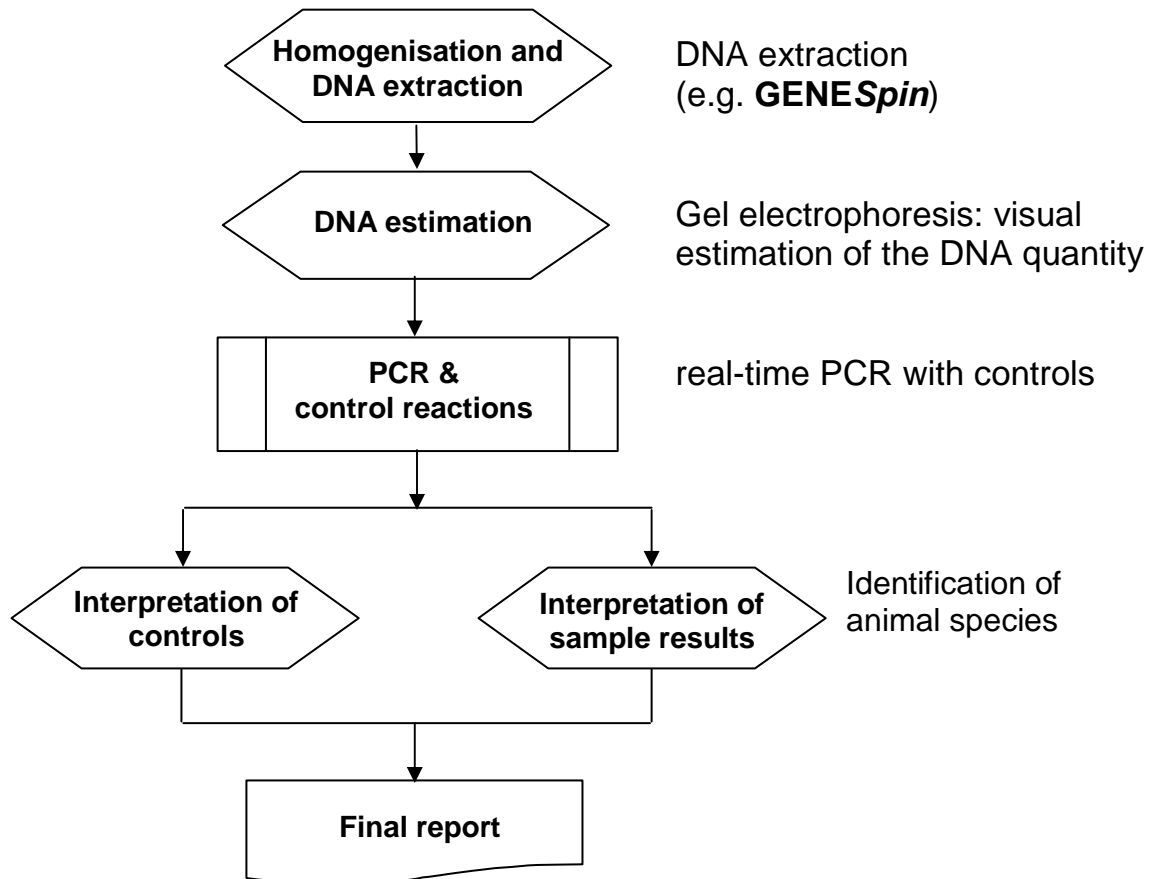 Homogenisation and
DNA extraction
DNA extraction
(e.g. GENESpin)
DNA estimation
Gel electrophoresis: visual
estimation of the DNA quantity
PCR &
control reactions
real-time PCR with controls
Interpretation of
controls
Interpretation of
sample results
Identification of
animal species
Final report